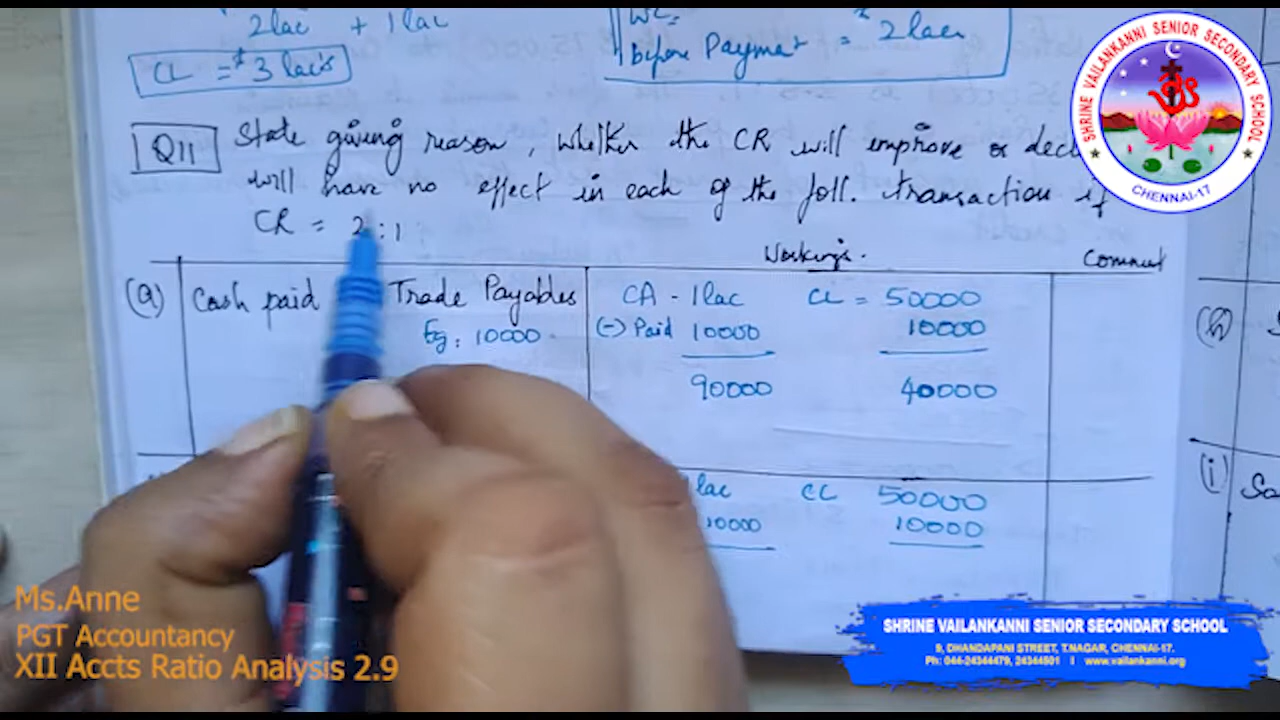 2lac + 1lac
CL = ₹ 3 lacs
WC
before Payment = ₹ 2 lacs
Q11 State giving reason, whether the CR will improve or decl
will have no effect in each of the foll. transaction if
CR = 2:1
Workings. Comment
(a) Cash paid Trade Payables CA - 1 lac CL = 50000
Eg: 10000 (-) Paid 10000 10000
90000 40000
(h)
lac CL 50000
10000 10000
(i)
SHRINE VAILANKANNI SENIOR SECONDARY SCHOOL
CHENNAI-17
Ms.Anne
PGT Accountancy
XII Accts Ratio Analysis 2.9
SHRINE VAILANKANNI SENIOR SECONDARY SCHOOL
9, DHANDAPANI STREET, T.NAGAR, CHENNAI-17.
Ph: 044-24344479, 24344501 I www.vailankanni.org